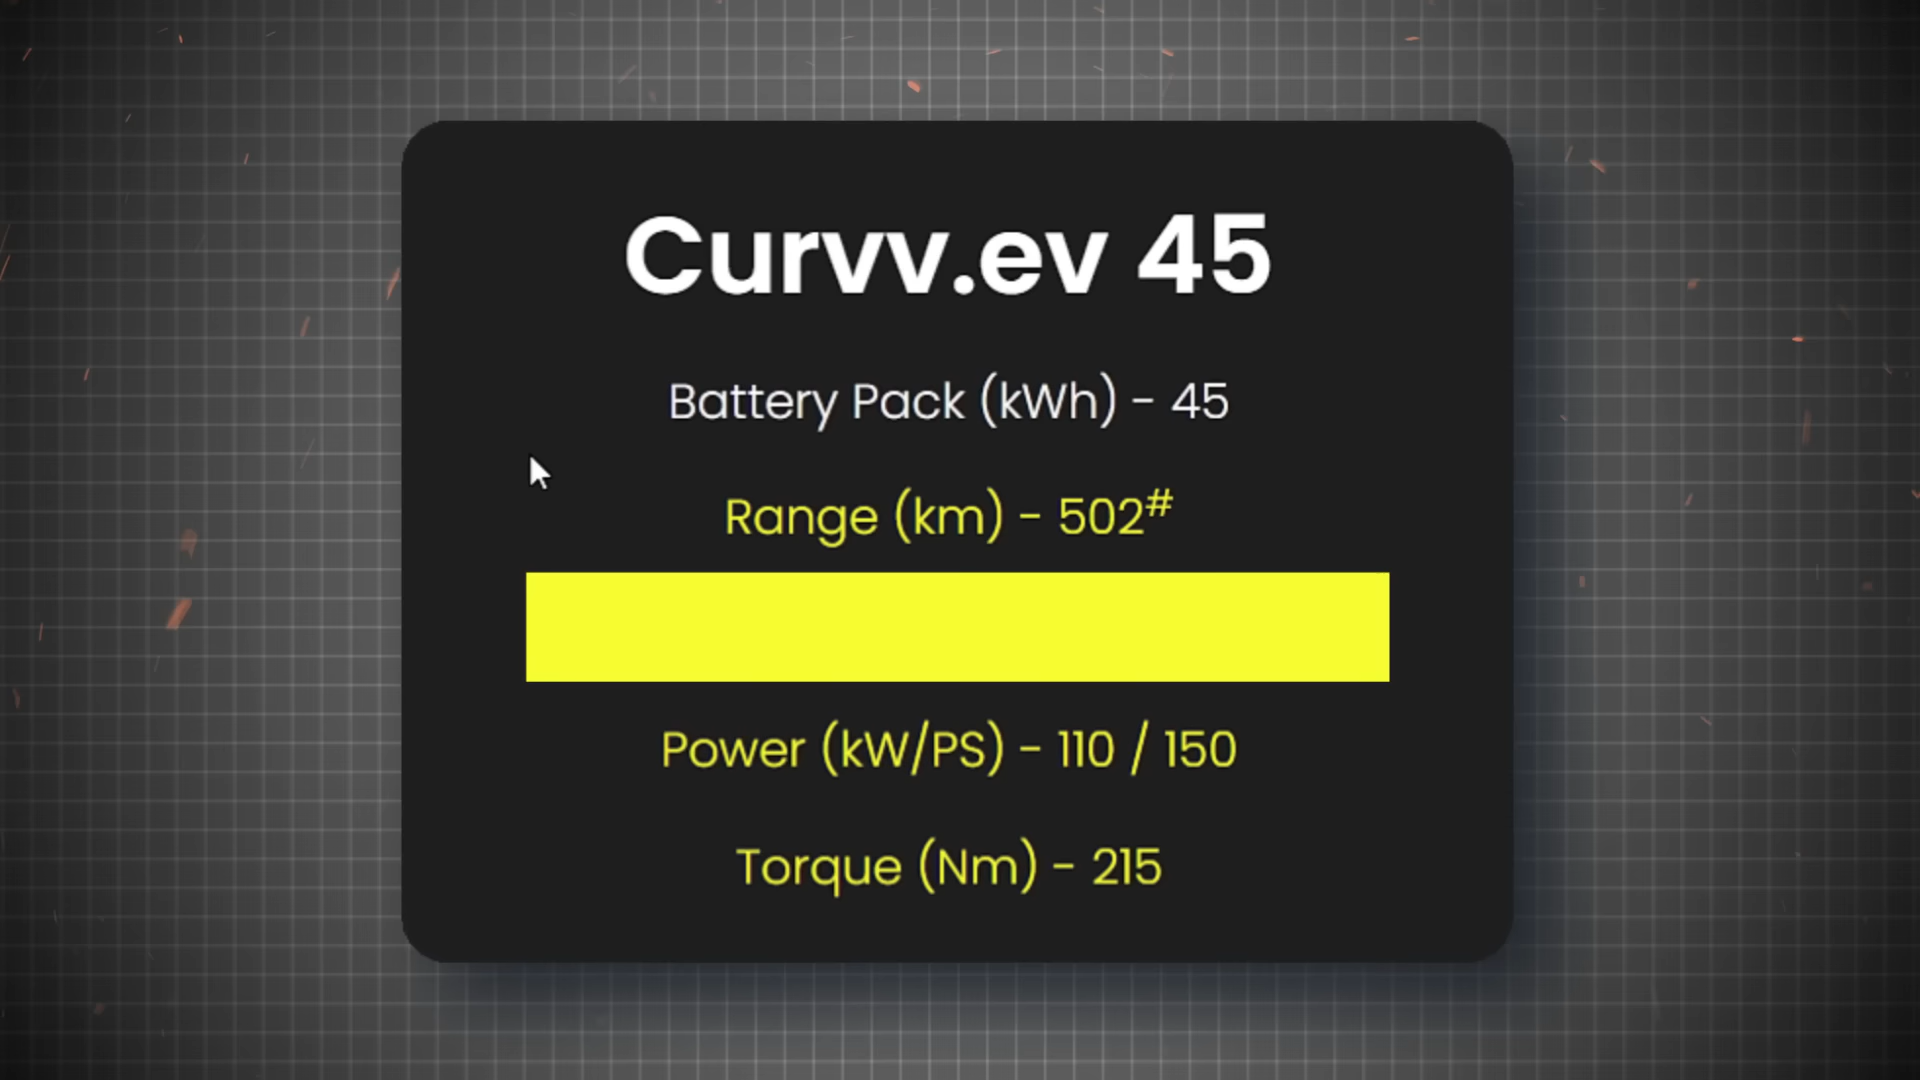 Curvv.ev 45
Battery Pack (kWh) - 45
Range (km) - 502#
Power (kW/PS) - 110 / 150
Torque (Nm) - 215